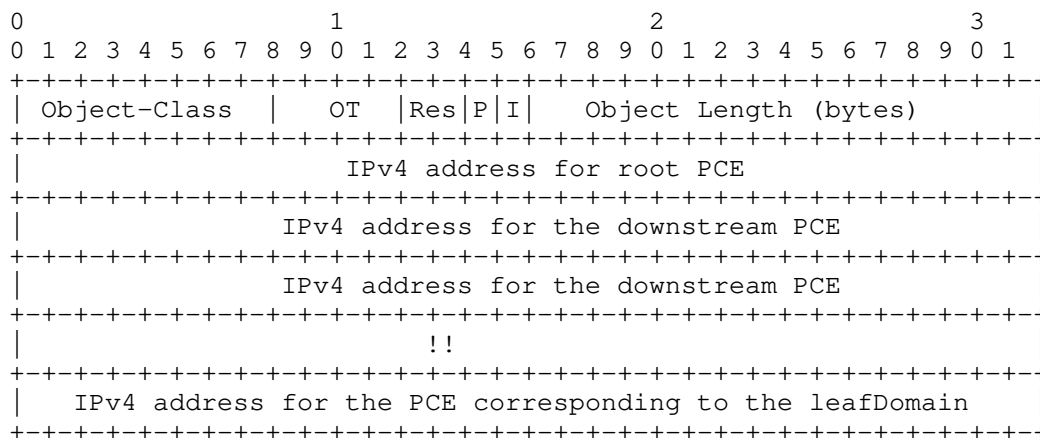 0                   1                   2                   3
0 1 2 3 4 5 6 7 8 9 0 1 2 3 4 5 6 7 8 9 0 1 2 3 4 5 6 7 8 9 0 1
+-+-+-+-+-+-+-+-+-+-+-+-+-+-+-+-+-+-+-+-+-+-+-+-+-+-+-+-+-+-+-+--
| Object-Class  |   OT  |Res|P|I|   Object Length (bytes)
+-+-+-+-+-+-+-+-+-+-+-+-+-+-+-+-+-+-+-+-+-+-+-+-+-+-+-+-+-+-+-+--
|                    IPv4 address for root PCE
+-+-+-+-+-+-+-+-+-+-+-+-+-+-+-+-+-+-+-+-+-+-+-+-+-+-+-+-+-+-+-+--
|                IPv4 address for the downstream PCE
+-+-+-+-+-+-+-+-+-+-+-+-+-+-+-+-+-+-+-+-+-+-+-+-+-+-+-+-+-+-+-+--
|                IPv4 address for the downstream PCE
+-+-+-+-+-+-+-+-+-+-+-+-+-+-+-+-+-+-+-+-+-+-+-+-+-+-+-+-+-+-+-+--
|                         !!
+-+-+-+-+-+-+-+-+-+-+-+-+-+-+-+-+-+-+-+-+-+-+-+-+-+-+-+-+-+-+-+--
|   IPv4 address for the PCE corresponding to the leafDomain
+-+-+-+-+-+-+-+-+-+-+-+-+-+-+-+-+-+-+-+-+-+-+-+-+-+-+-+-+-+-+-+--